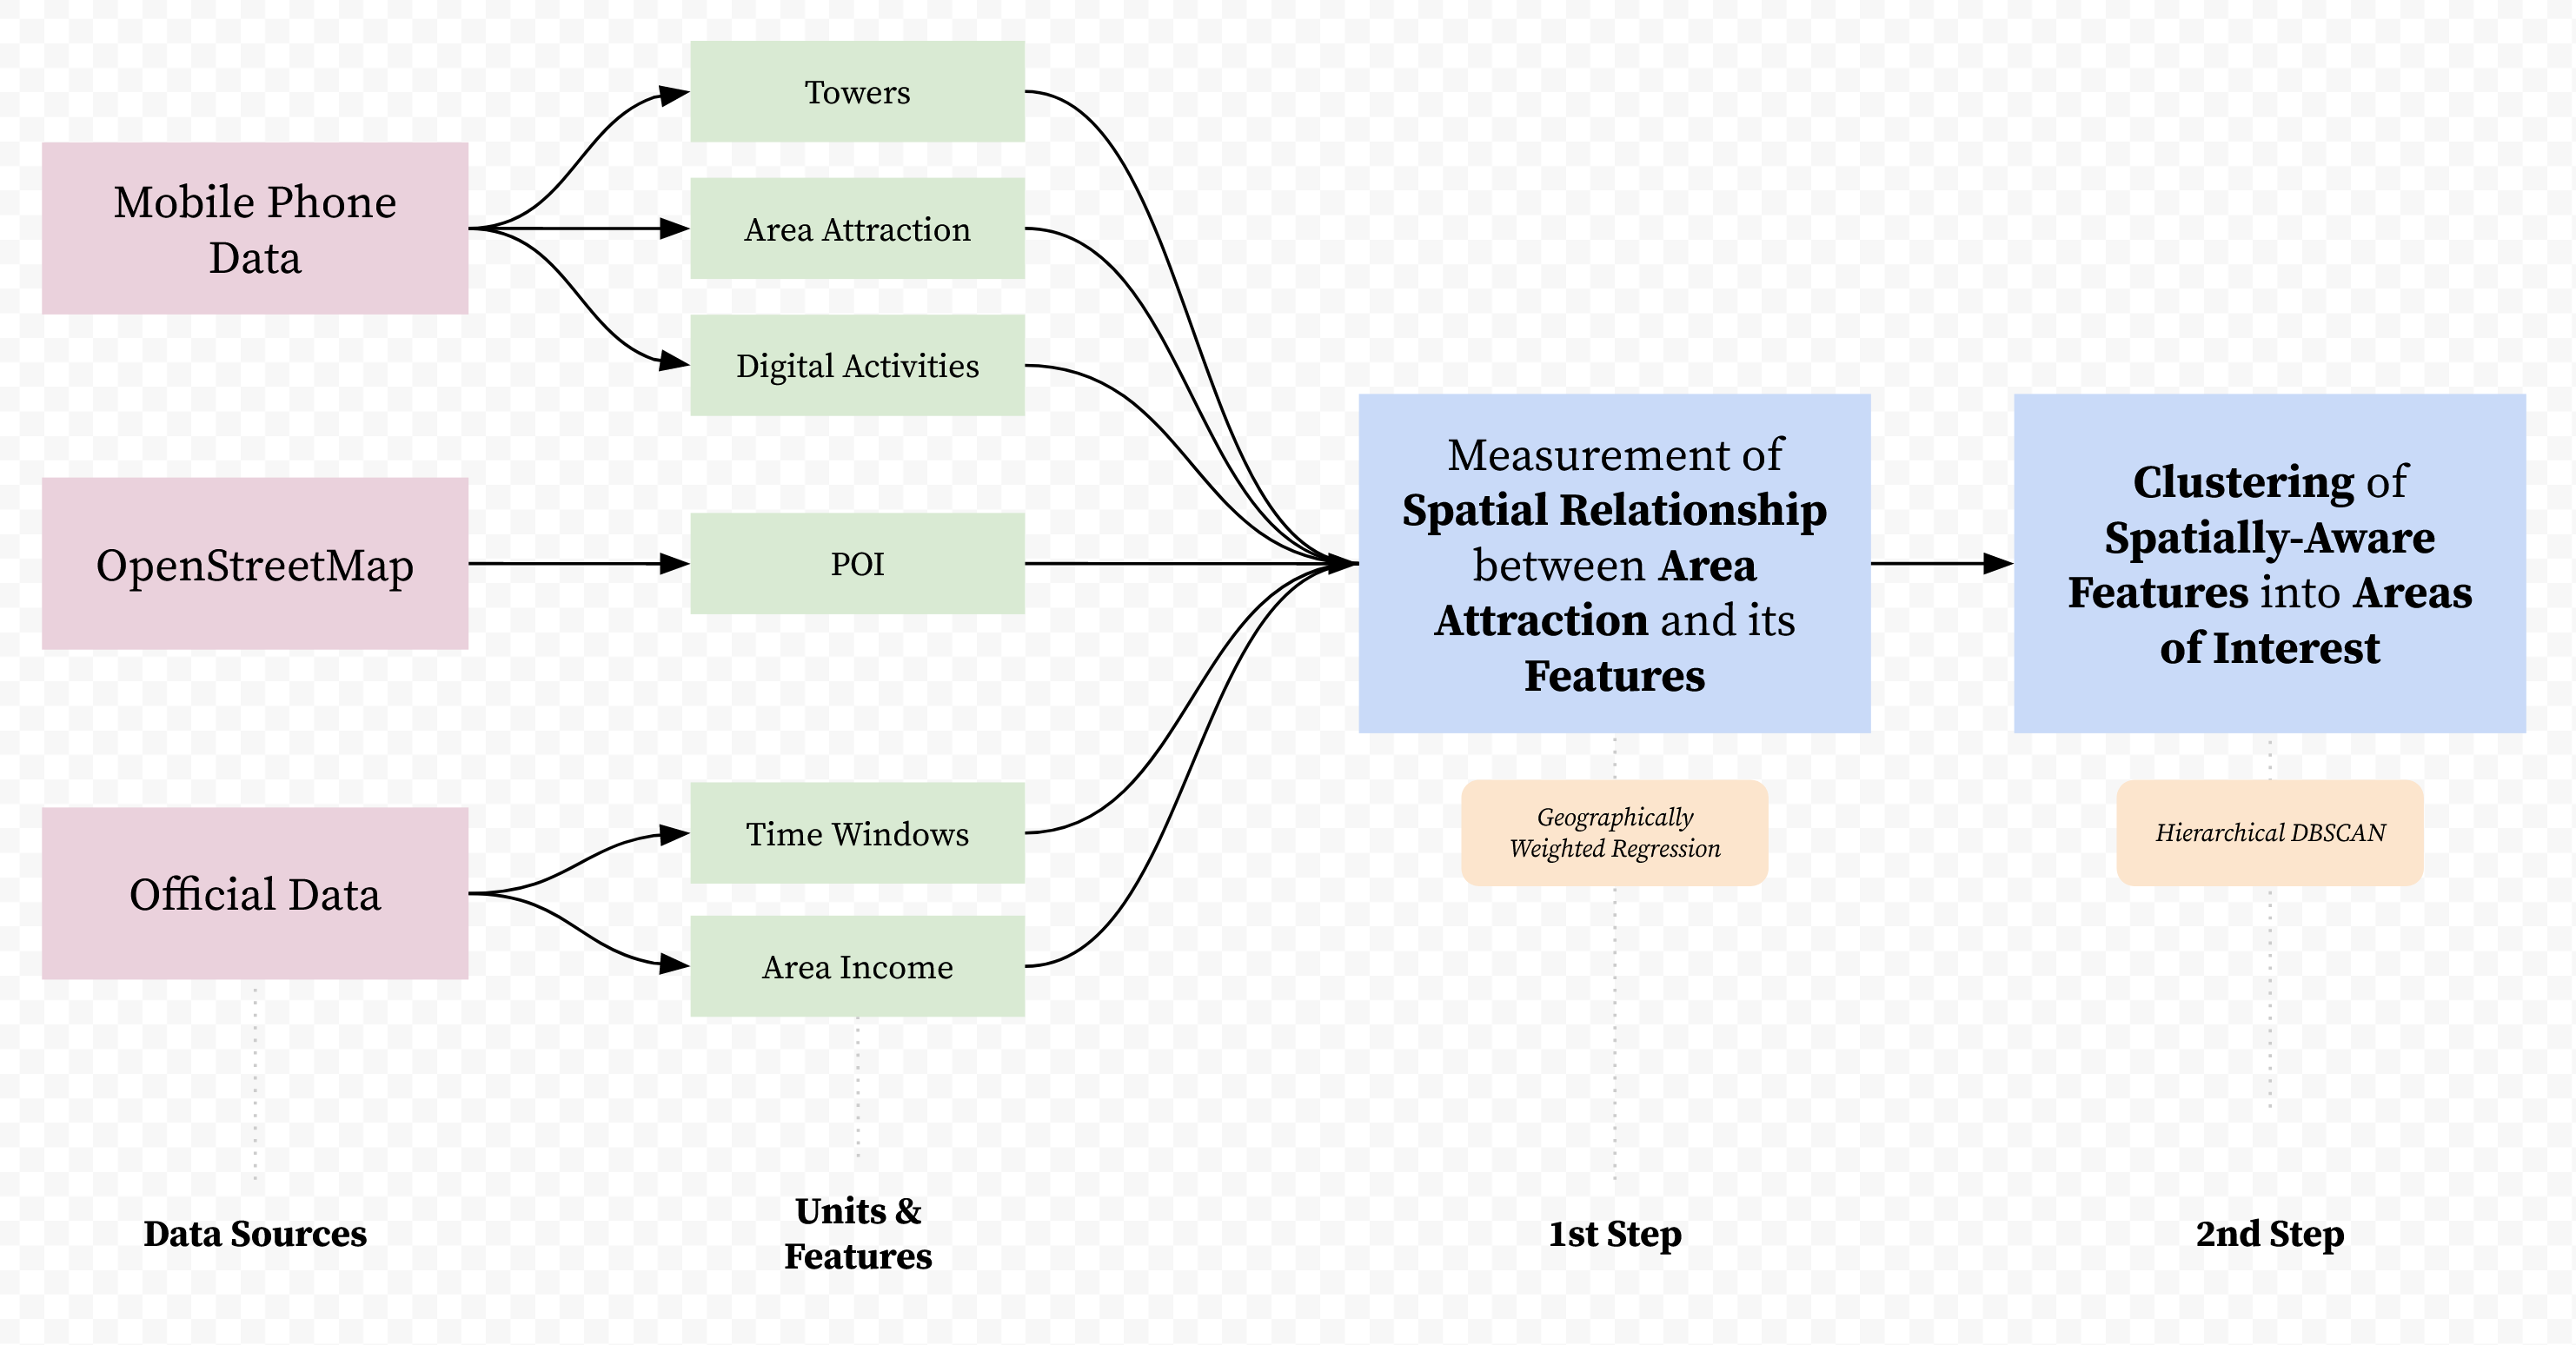 Towers
Mobile Phone
Data
Area Attraction
Digital Activities
OpenStreetMap
POI
Official Data
Time Windows
Area Income
Measurement of
Spatial Relationship
between Area
Attraction and its
Features
Geographically
Weighted Regression
Clustering of
Spatially-Aware
Features into Areas
of Interest
Hierarchical DBSCAN
Data Sources
Units &
Features
1st Step
2nd Step